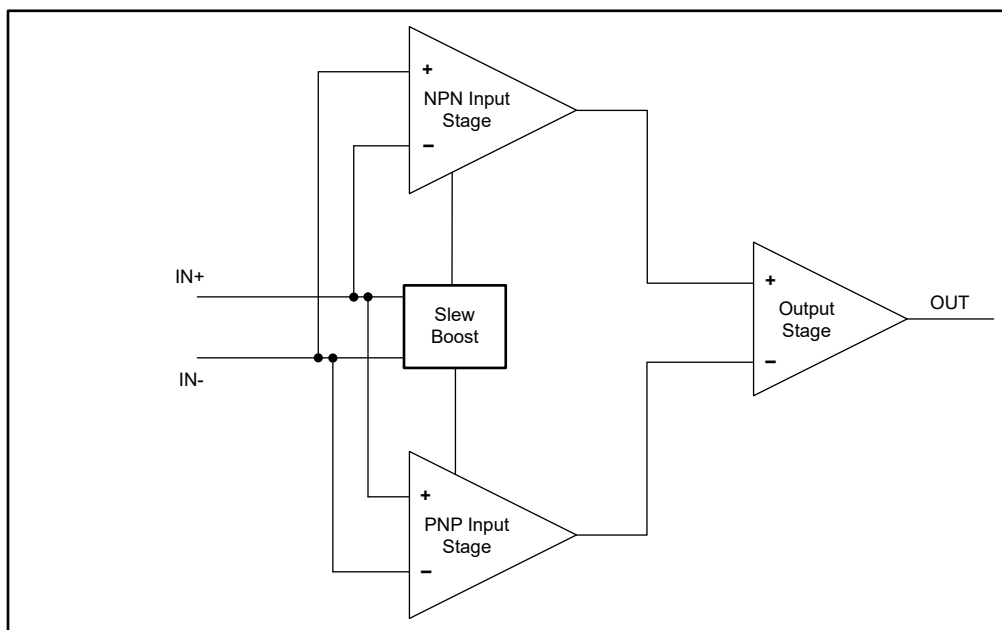 +
NPN Input
Stage
−
IN+
Slew
Boost
IN-
+
Output
Stage
−
OUT
+
PNP Input
Stage
−